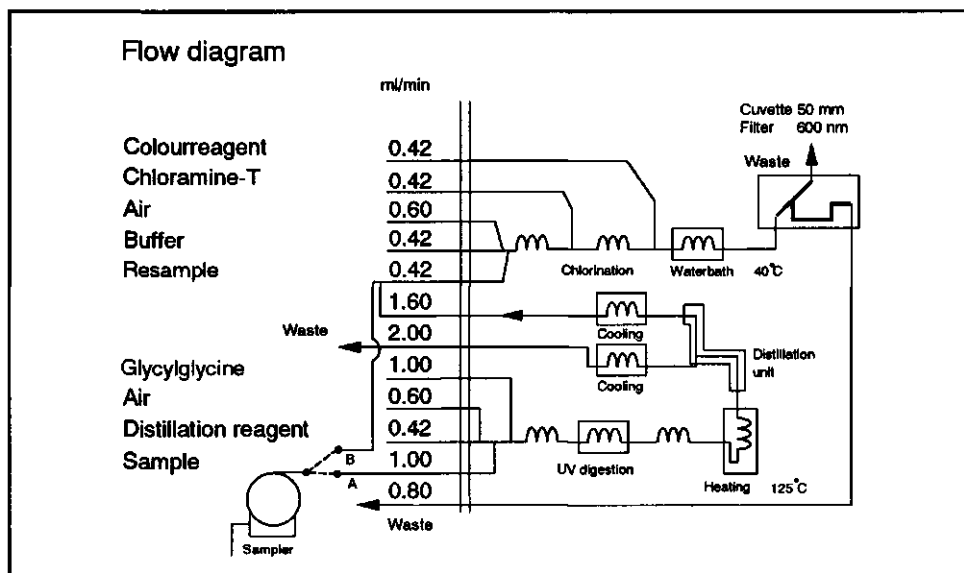 Flow diagram
ml/min
Cuvette 50 mm
Filter 600 nm
Waste
Colourreagent 0.42
Chloramine-T 0.42
Air 0.60
Buffer 0.42
Resample 0.42
Chlorination Waterbath 40°C
1.60
Cooling
Waste 2.00
Cooling
Distillation unit
Glycylglycine 1.00
Air 0.60
Distillation reagent 0.42
UV digestion
Sample 1.00
B
A
Heating 125°C
0.80
Waste
Sampler